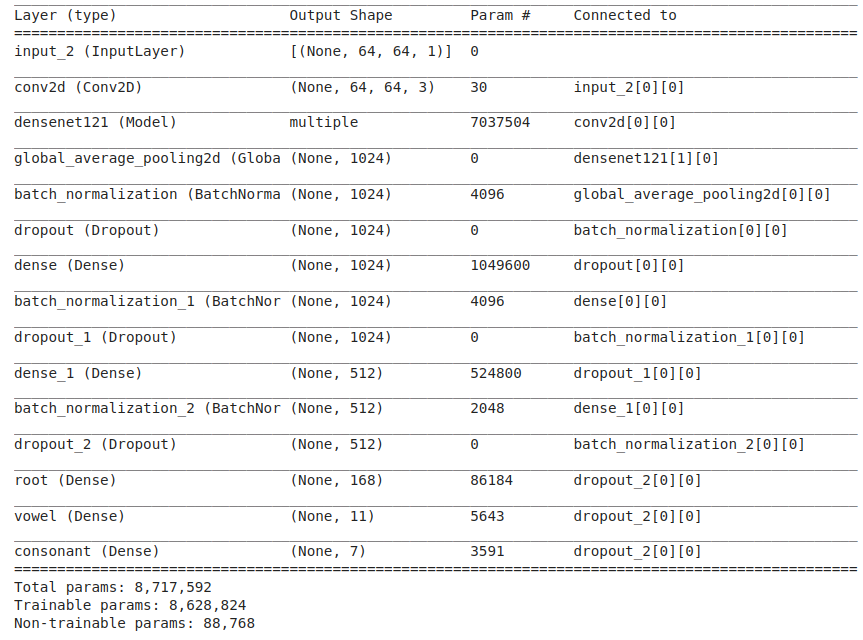 Layer (type) Output Shape Param # Connected to
==================================================================================================
input_2 (InputLayer) [(None, 64, 64, 1)] 0
conv2d (Conv2D) (None, 64, 64, 3) 30 input_2[0][0]
densenet121 (Model) multiple 7037504 conv2d[0][0]
global_average_pooling2d (Globa (None, 1024) 0 densenet121[1][0]
batch_normalization (BatchNorma (None, 1024) 4096 global_average_pooling2d[0][0]
dropout (Dropout) (None, 1024) 0 batch_normalization[0][0]
dense (Dense) (None, 1024) 1049600 dropout[0][0]
batch_normalization_1 (BatchNor (None, 1024) 4096 dense[0][0]
dropout_1 (Dropout) (None, 1024) 0 batch_normalization_1[0][0]
dense_1 (Dense) (None, 512) 524800 dropout_1[0][0]
batch_normalization_2 (BatchNor (None, 512) 2048 dense_1[0][0]
dropout_2 (Dropout) (None, 512) 0 batch_normalization_2[0][0]
root (Dense) (None, 168) 86184 dropout_2[0][0]
vowel (Dense) (None, 11) 5643 dropout_2[0][0]
consonant (Dense) (None, 7) 3591 dropout_2[0][0]
==================================================================================================
Total params: 8,717,592
Trainable params: 8,628,824
Non-trainable params: 88,768